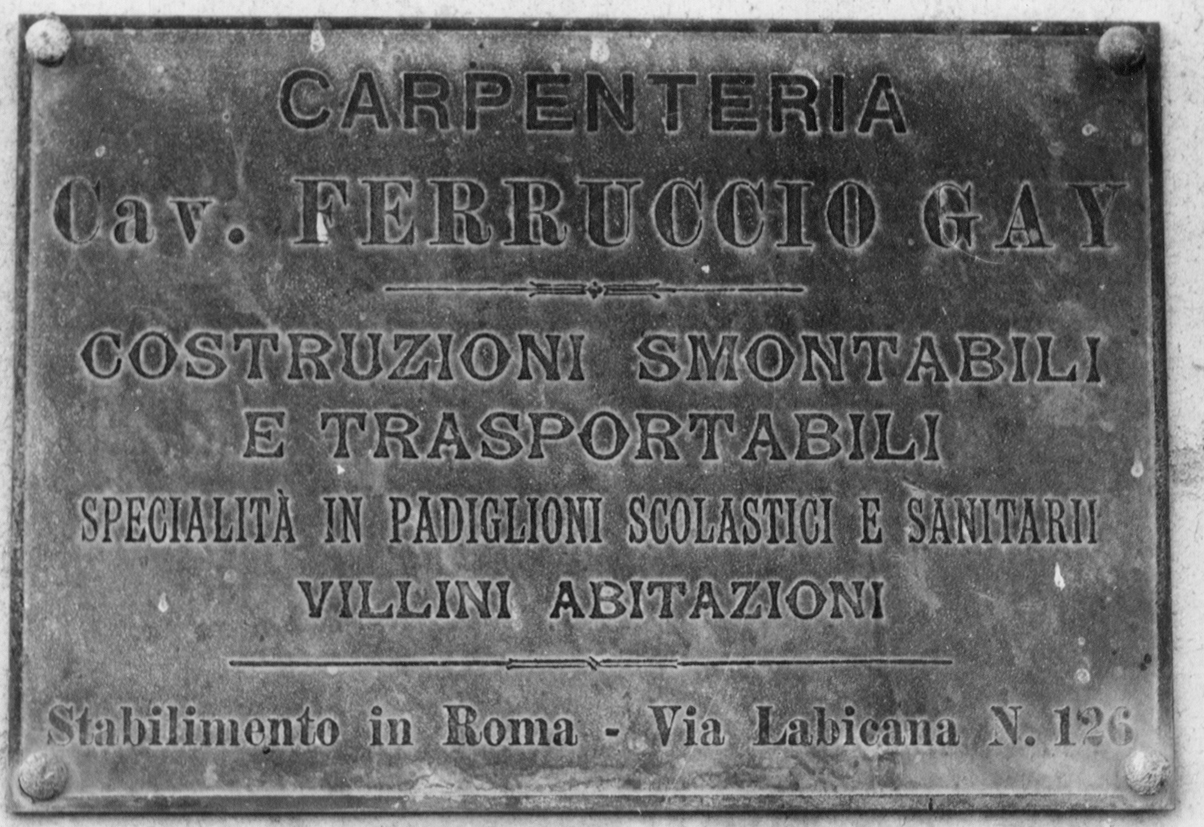 CARPENTERIA
Cav. FERRUCCIO GAY
COSTRUZIONI SMONTABILI
E TRASPORTABILI
SPECIALITÀ IN PADIGLIONI SCOLASTICI E SANITARII
VILLINI ABITAZIONI
Stabilimento in Roma - Via Labicana N. 126